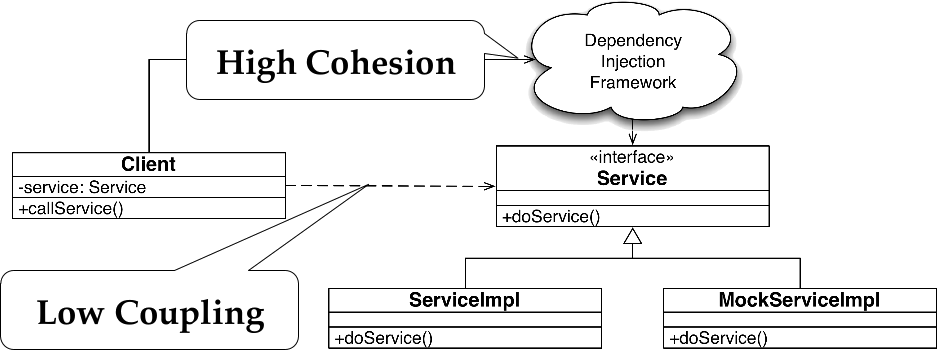 High Cohesion
Dependency
Injection
Framework
Client
-service: Service
+callService()
«interface»
Service
+doService()
Low Coupling
ServiceImpl
+doService()
MockServiceImpl
+doService()